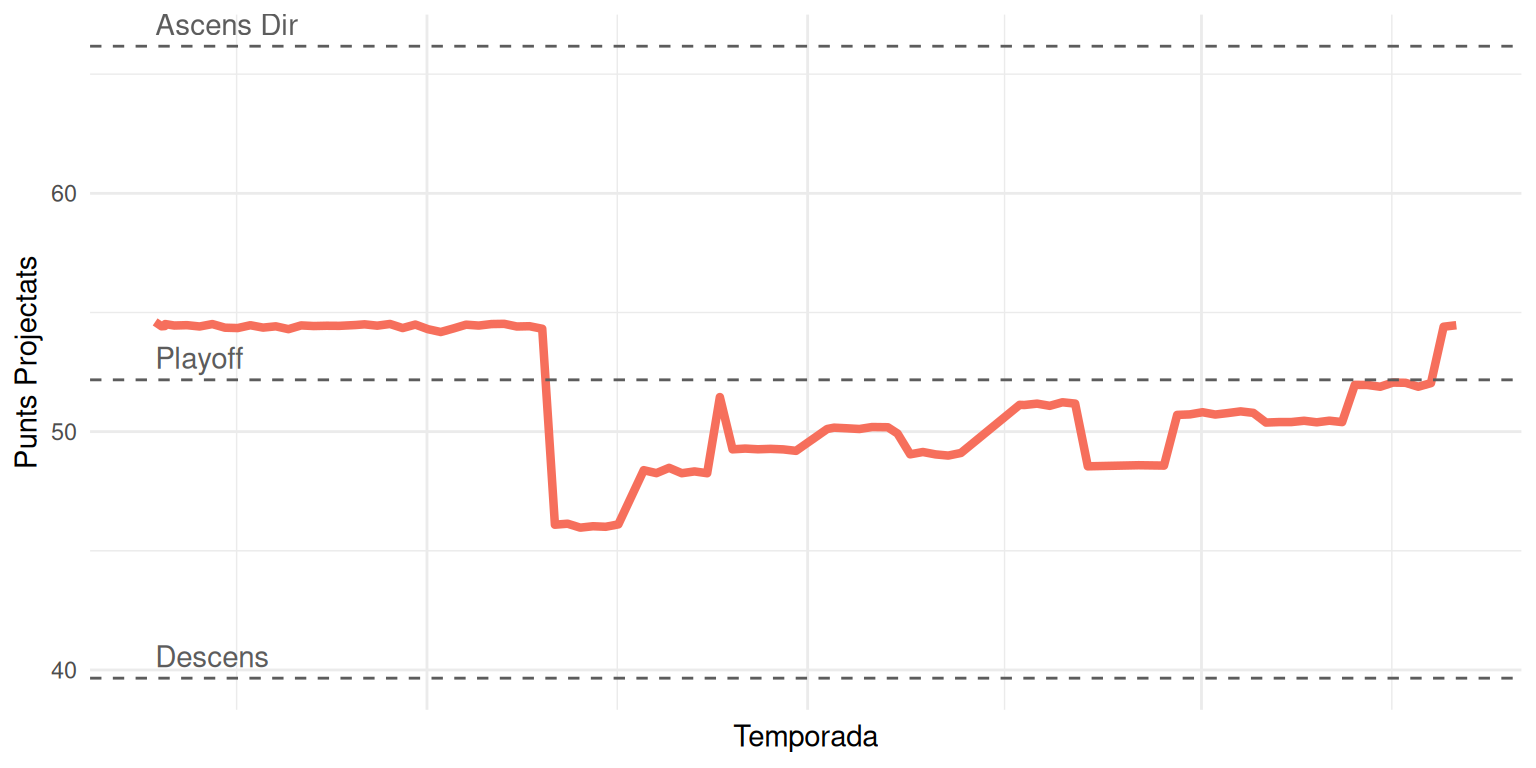 Ascens Dir
60
Playoff
50
Descens
40
Punts Projectats
Temporada